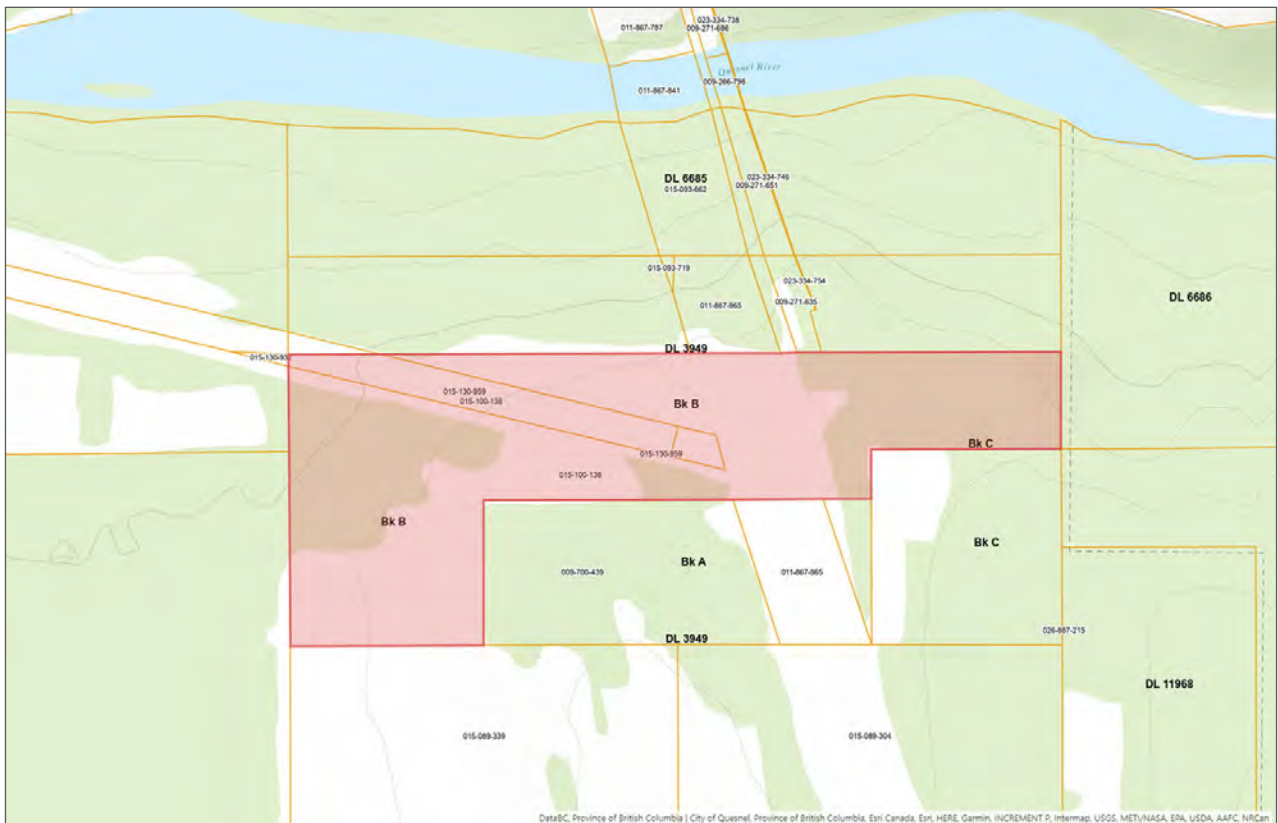 023-334-738
009-271-686
011-867-787
Quesnel River
009-266-798
011-867-841
DL 6685
015-093-662
023-334-746
009-271-651
015-093-719
023-334-754
011-867-965
009-271-635
DL 6686
DL 3949
015-130-93
015-130-959
015-100-138
Bk B
Bk C
015-130-959
015-100-138
Bk B
Bk C
Bk A
009-700-439
011-867-965
DL 3949
026-887-215
DL 11968
015-089-339
015-089-304
DataBC, Province of British Columbia | City of Quesnel, Province of British Columbia, Esri Canada, Esri, HERE, Garmin, INCREMENT P, Intermap, USGS, METI/NASA, EPA, USDA, AAFC, NRCan